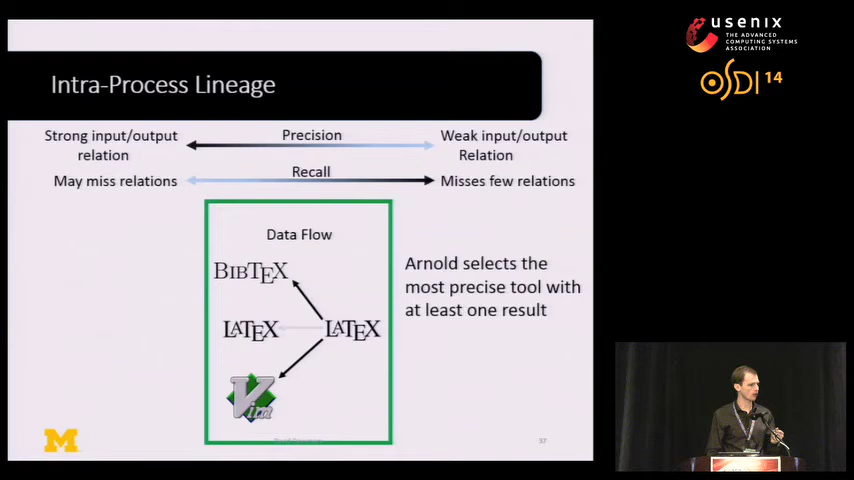 usenix
THE ADVANCED
COMPUTING SYSTEMS
ASSOCIATION
OSDI 14
Intra-Process Lineage
Strong input/output
relation
Precision
Weak input/output
Relation
May miss relations
Recall
Misses few relations
Data Flow
BIBTEX
LATEX
LATEX
Vim
Arnold selects the
most precise tool with
at least one result
M
37